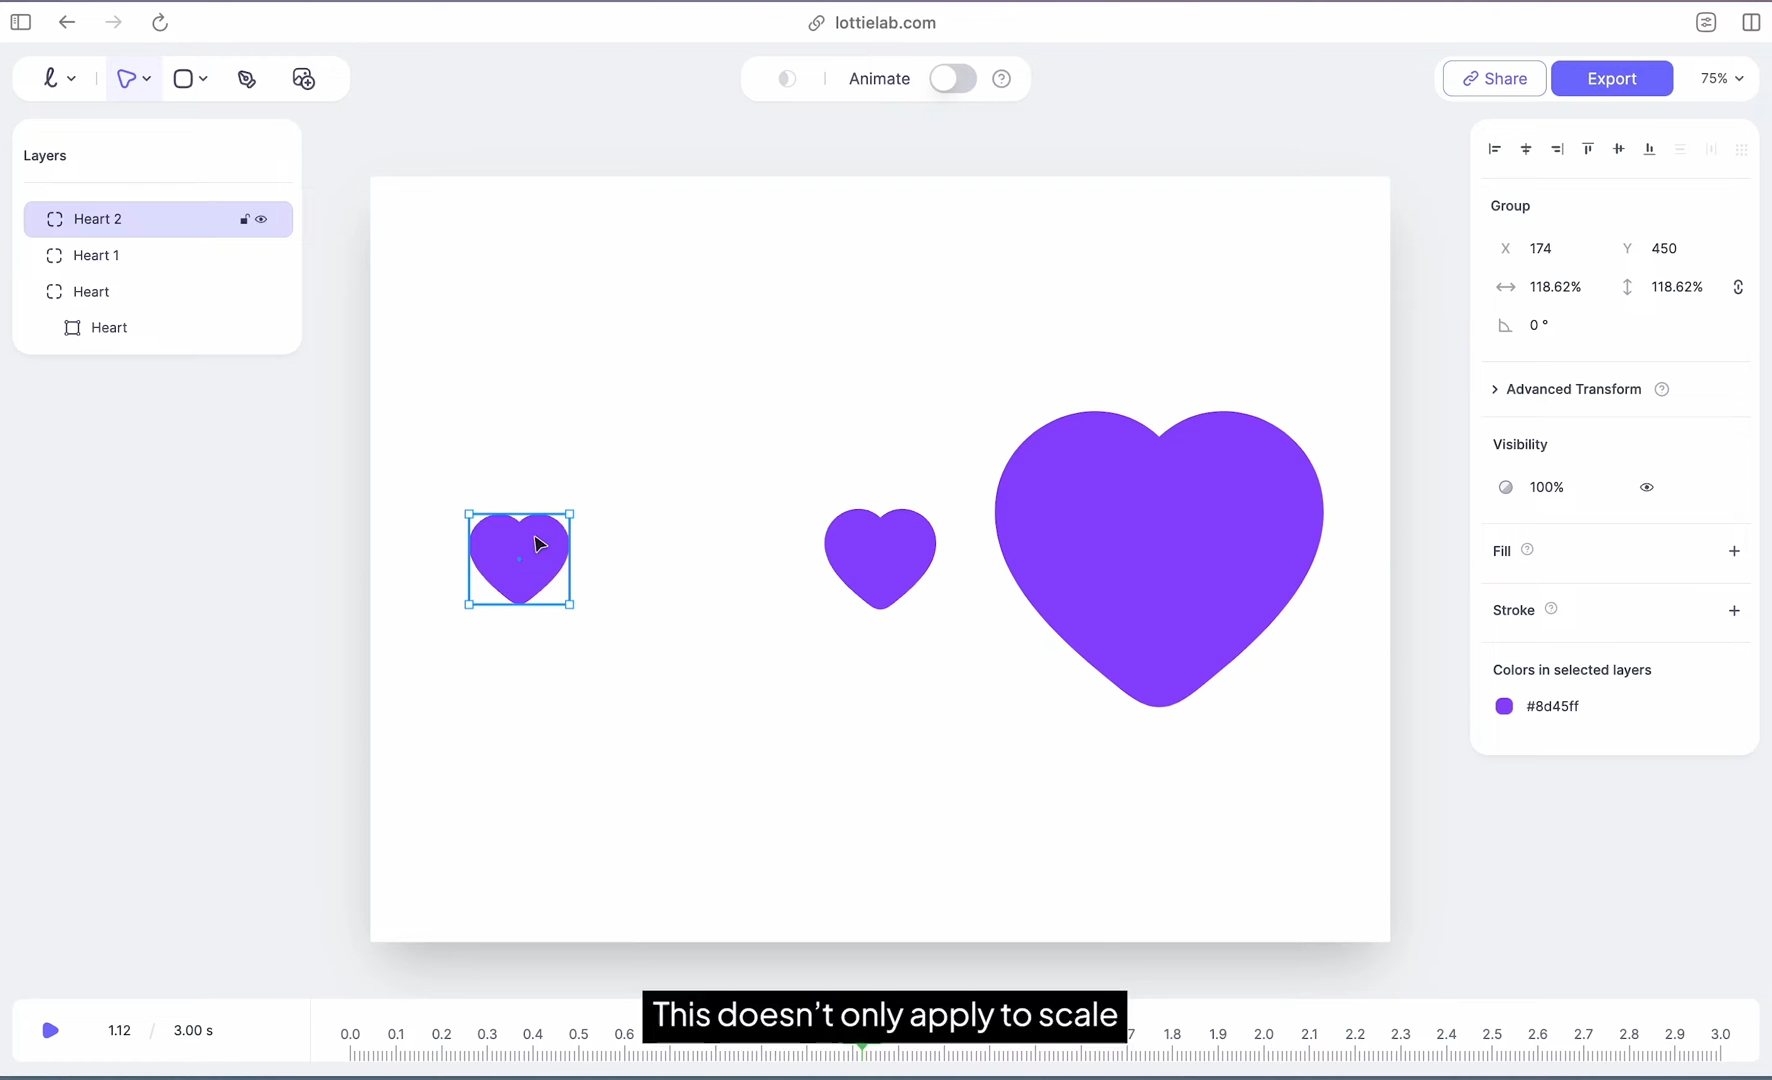 lottielab.com
Animate
Share
Export
75%
Layers
Heart 2
Heart 1
Heart
Heart
Group
X 174 Y 450
118.62% 118.62%
0 °
Advanced Transform
Visibility
100%
Fill
Stroke
Colors in selected layers
#8d45ff
This doesn't only apply to scale
1.12 / 3.00 s
0.0 0.1 0.2 0.3 0.4 0.5 0.6 7 1.8 1.9 2.0 2.1 2.2 2.3 2.4 2.5 2.6 2.7 2.8 2.9 3.0